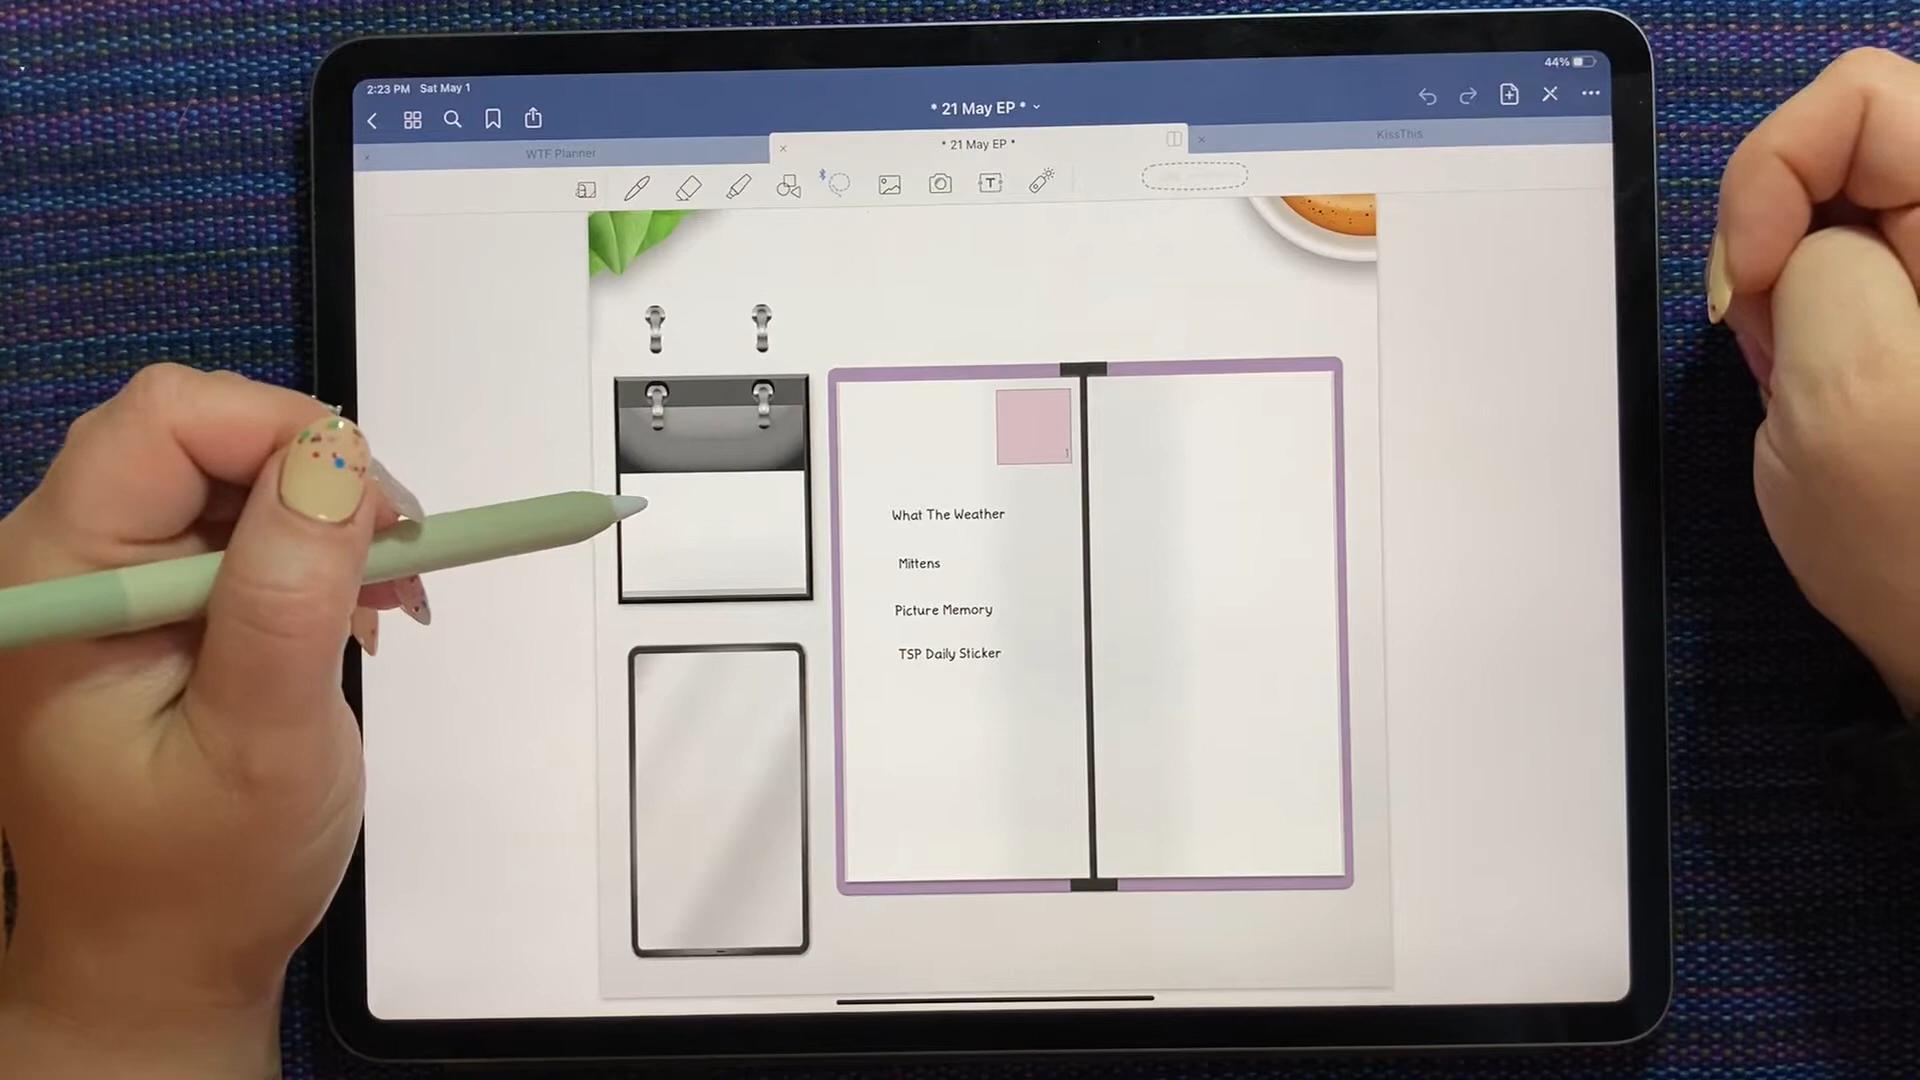 2:23 PM Sat May 1
44%
* 21 May EP *
WTF Planner
* 21 May EP *
KissThis
T
1
What The Weather
Mittens
Picture Memory
TSP Daily Sticker